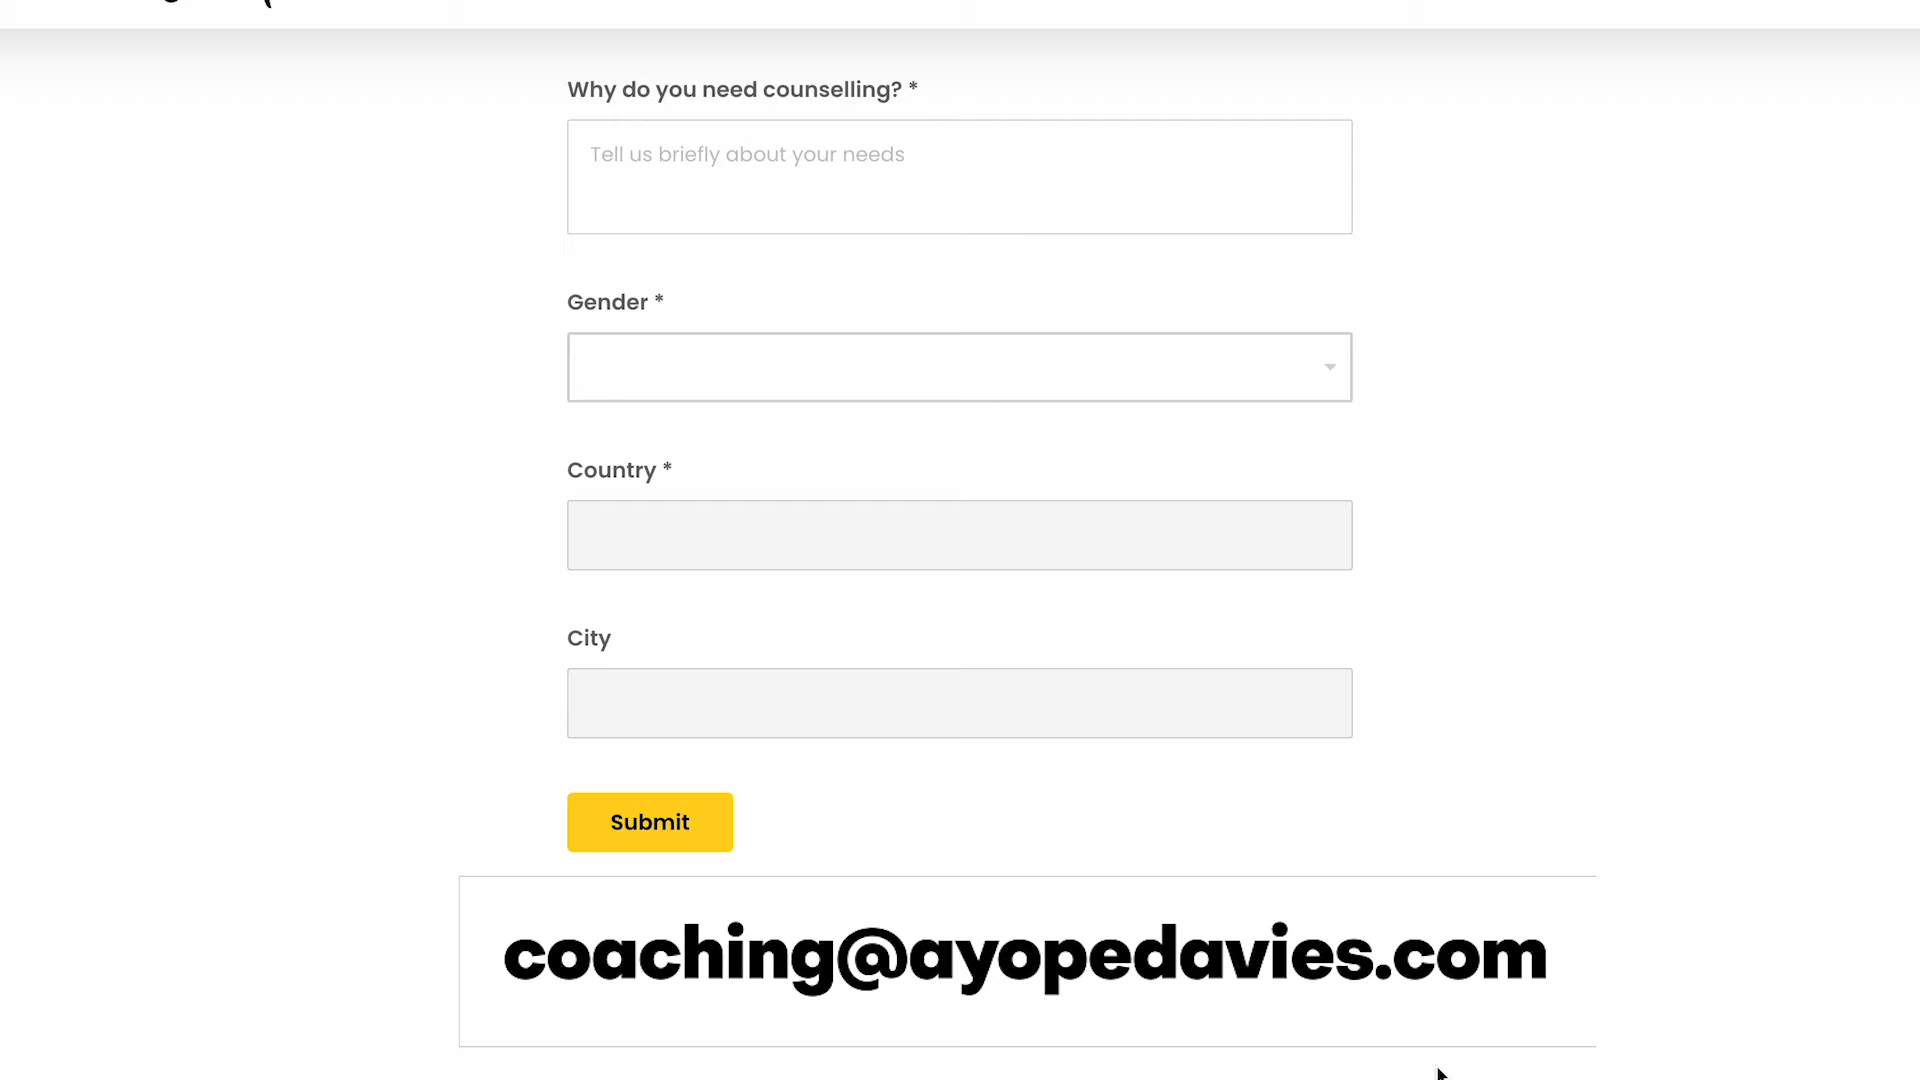 Why do you need counselling? *
Tell us briefly about your needs
Gender *
Country *
City
Submit
coaching@ayopedavies.com